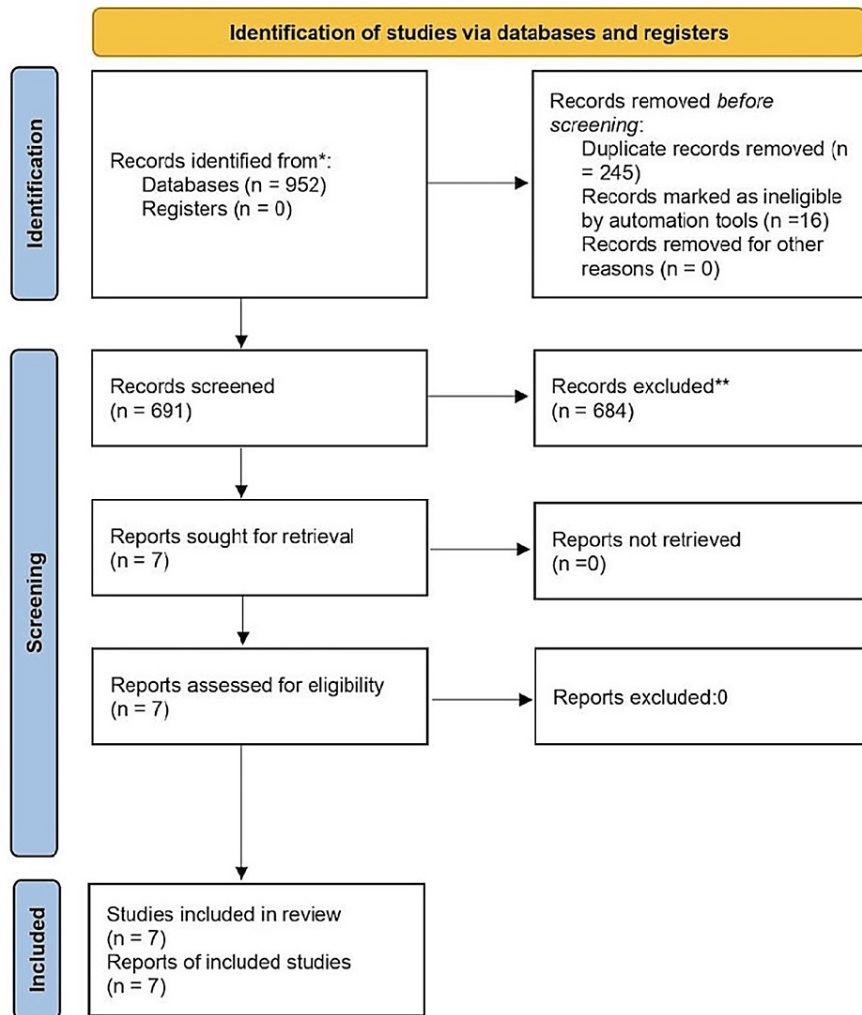 Identification of studies via databases and registers
Identification
Records identified from*:
Databases (n = 952)
Registers (n = 0)
Records removed before
screening:
Duplicate records removed (n
= 245)
Records marked as ineligible
by automation tools (n =16)
Records removed for other
reasons (n = 0)
Screening
Records screened
(n = 691)
Records excluded**
(n = 684)
Reports sought for retrieval
(n = 7)
Reports not retrieved
(n =0)
Reports assessed for eligibility
(n = 7)
Reports excluded:0
Included
Studies included in review
(n = 7)
Reports of included studies
(n = 7)